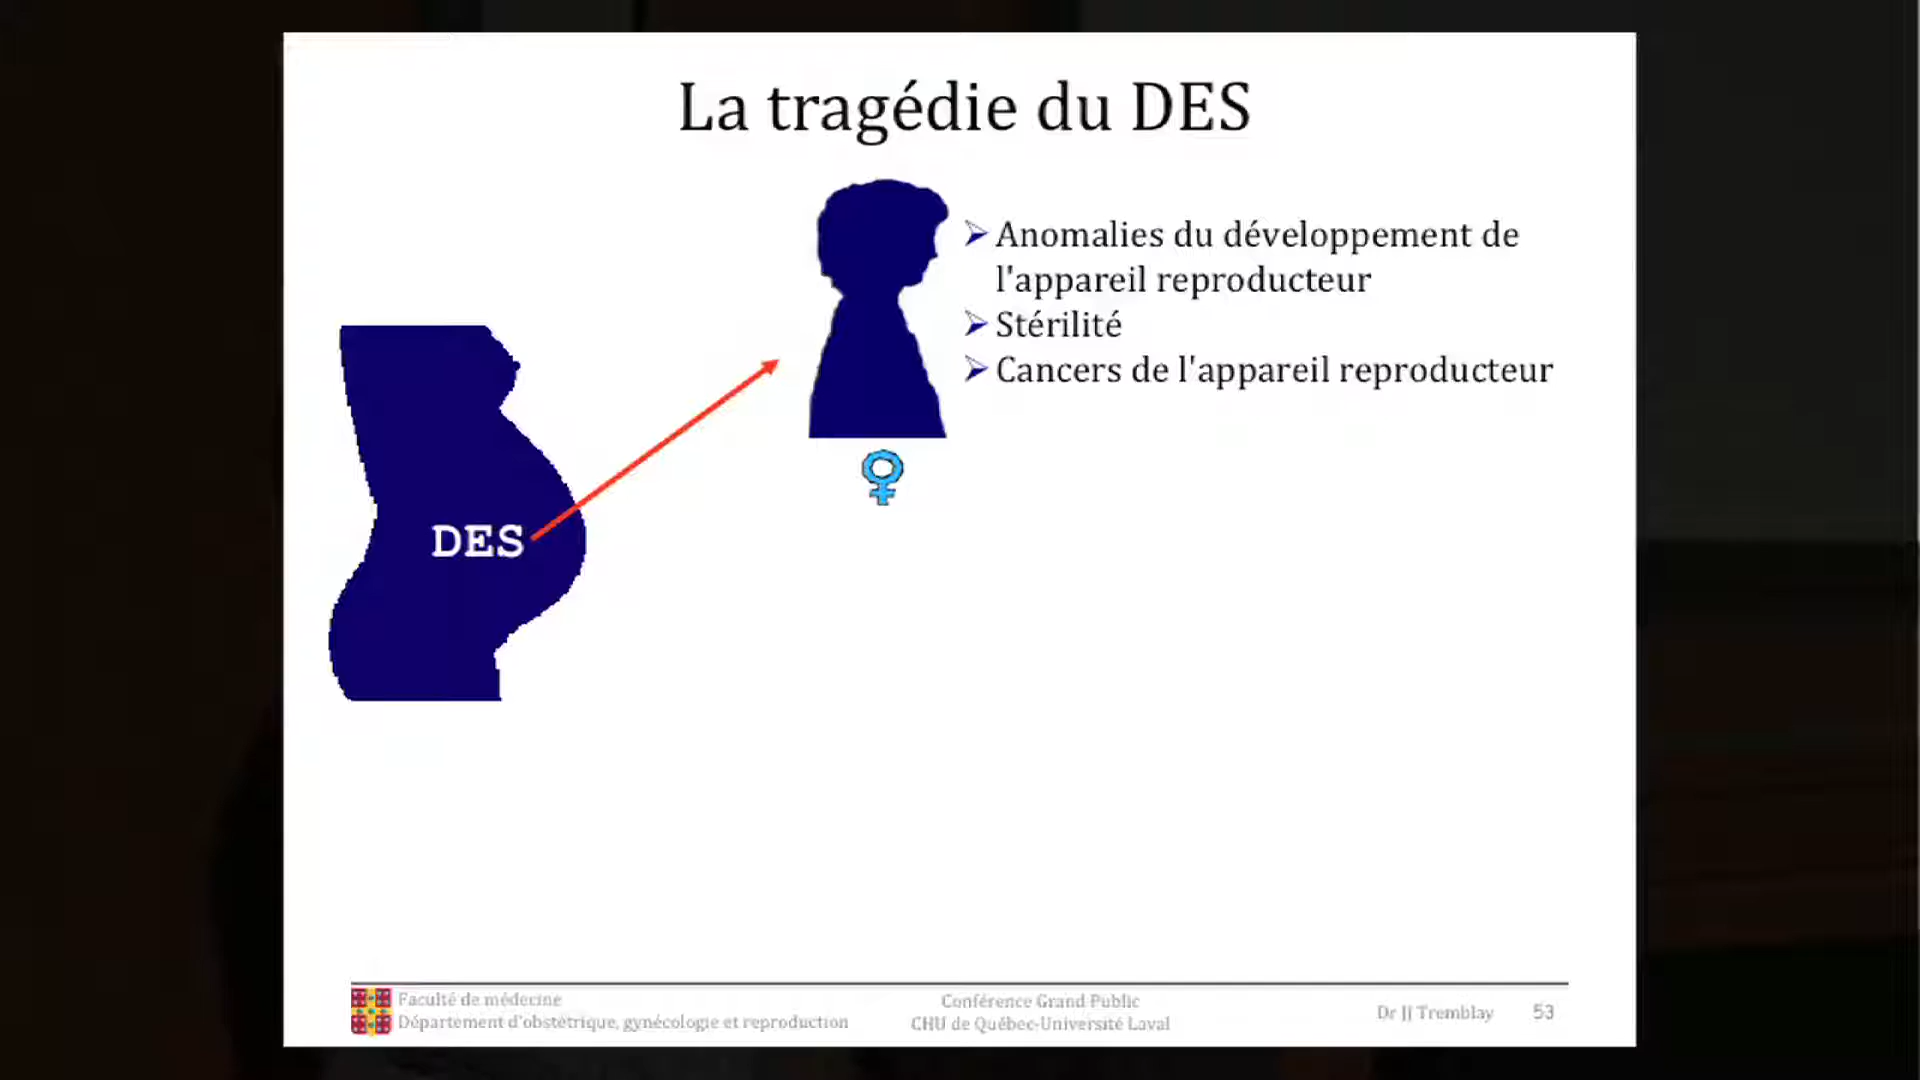 La tragédie du DES
Anomalies du développement de
l'appareil reproducteur
Stérilité
Cancers de l'appareil reproducteur
DES
Faculté de médecine
Département d'obstétrique, gynécologie et reproduction
Conférence Grand Public
CHU de Québec-Université Laval
Dr JJ Tremblay
53